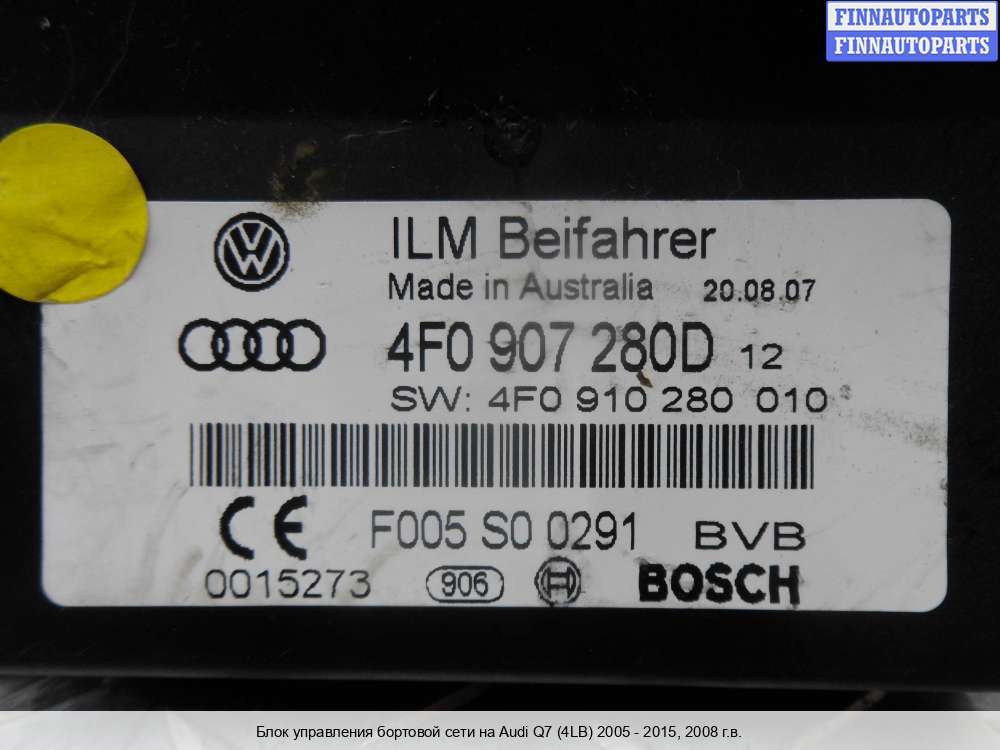 FINNAUTOPARTS
FINNAUTOPARTS
ILM Beifahrer
Made in Australia 20.08.07
4F0 907 280D 12
SW: 4F0 910 280 010
CE F005 S0 0291 BVB
0015273 906 BOSCH
Блок управления бортовой сети на Audi Q7 (4LB) 2005 - 2015, 2008 г.в.